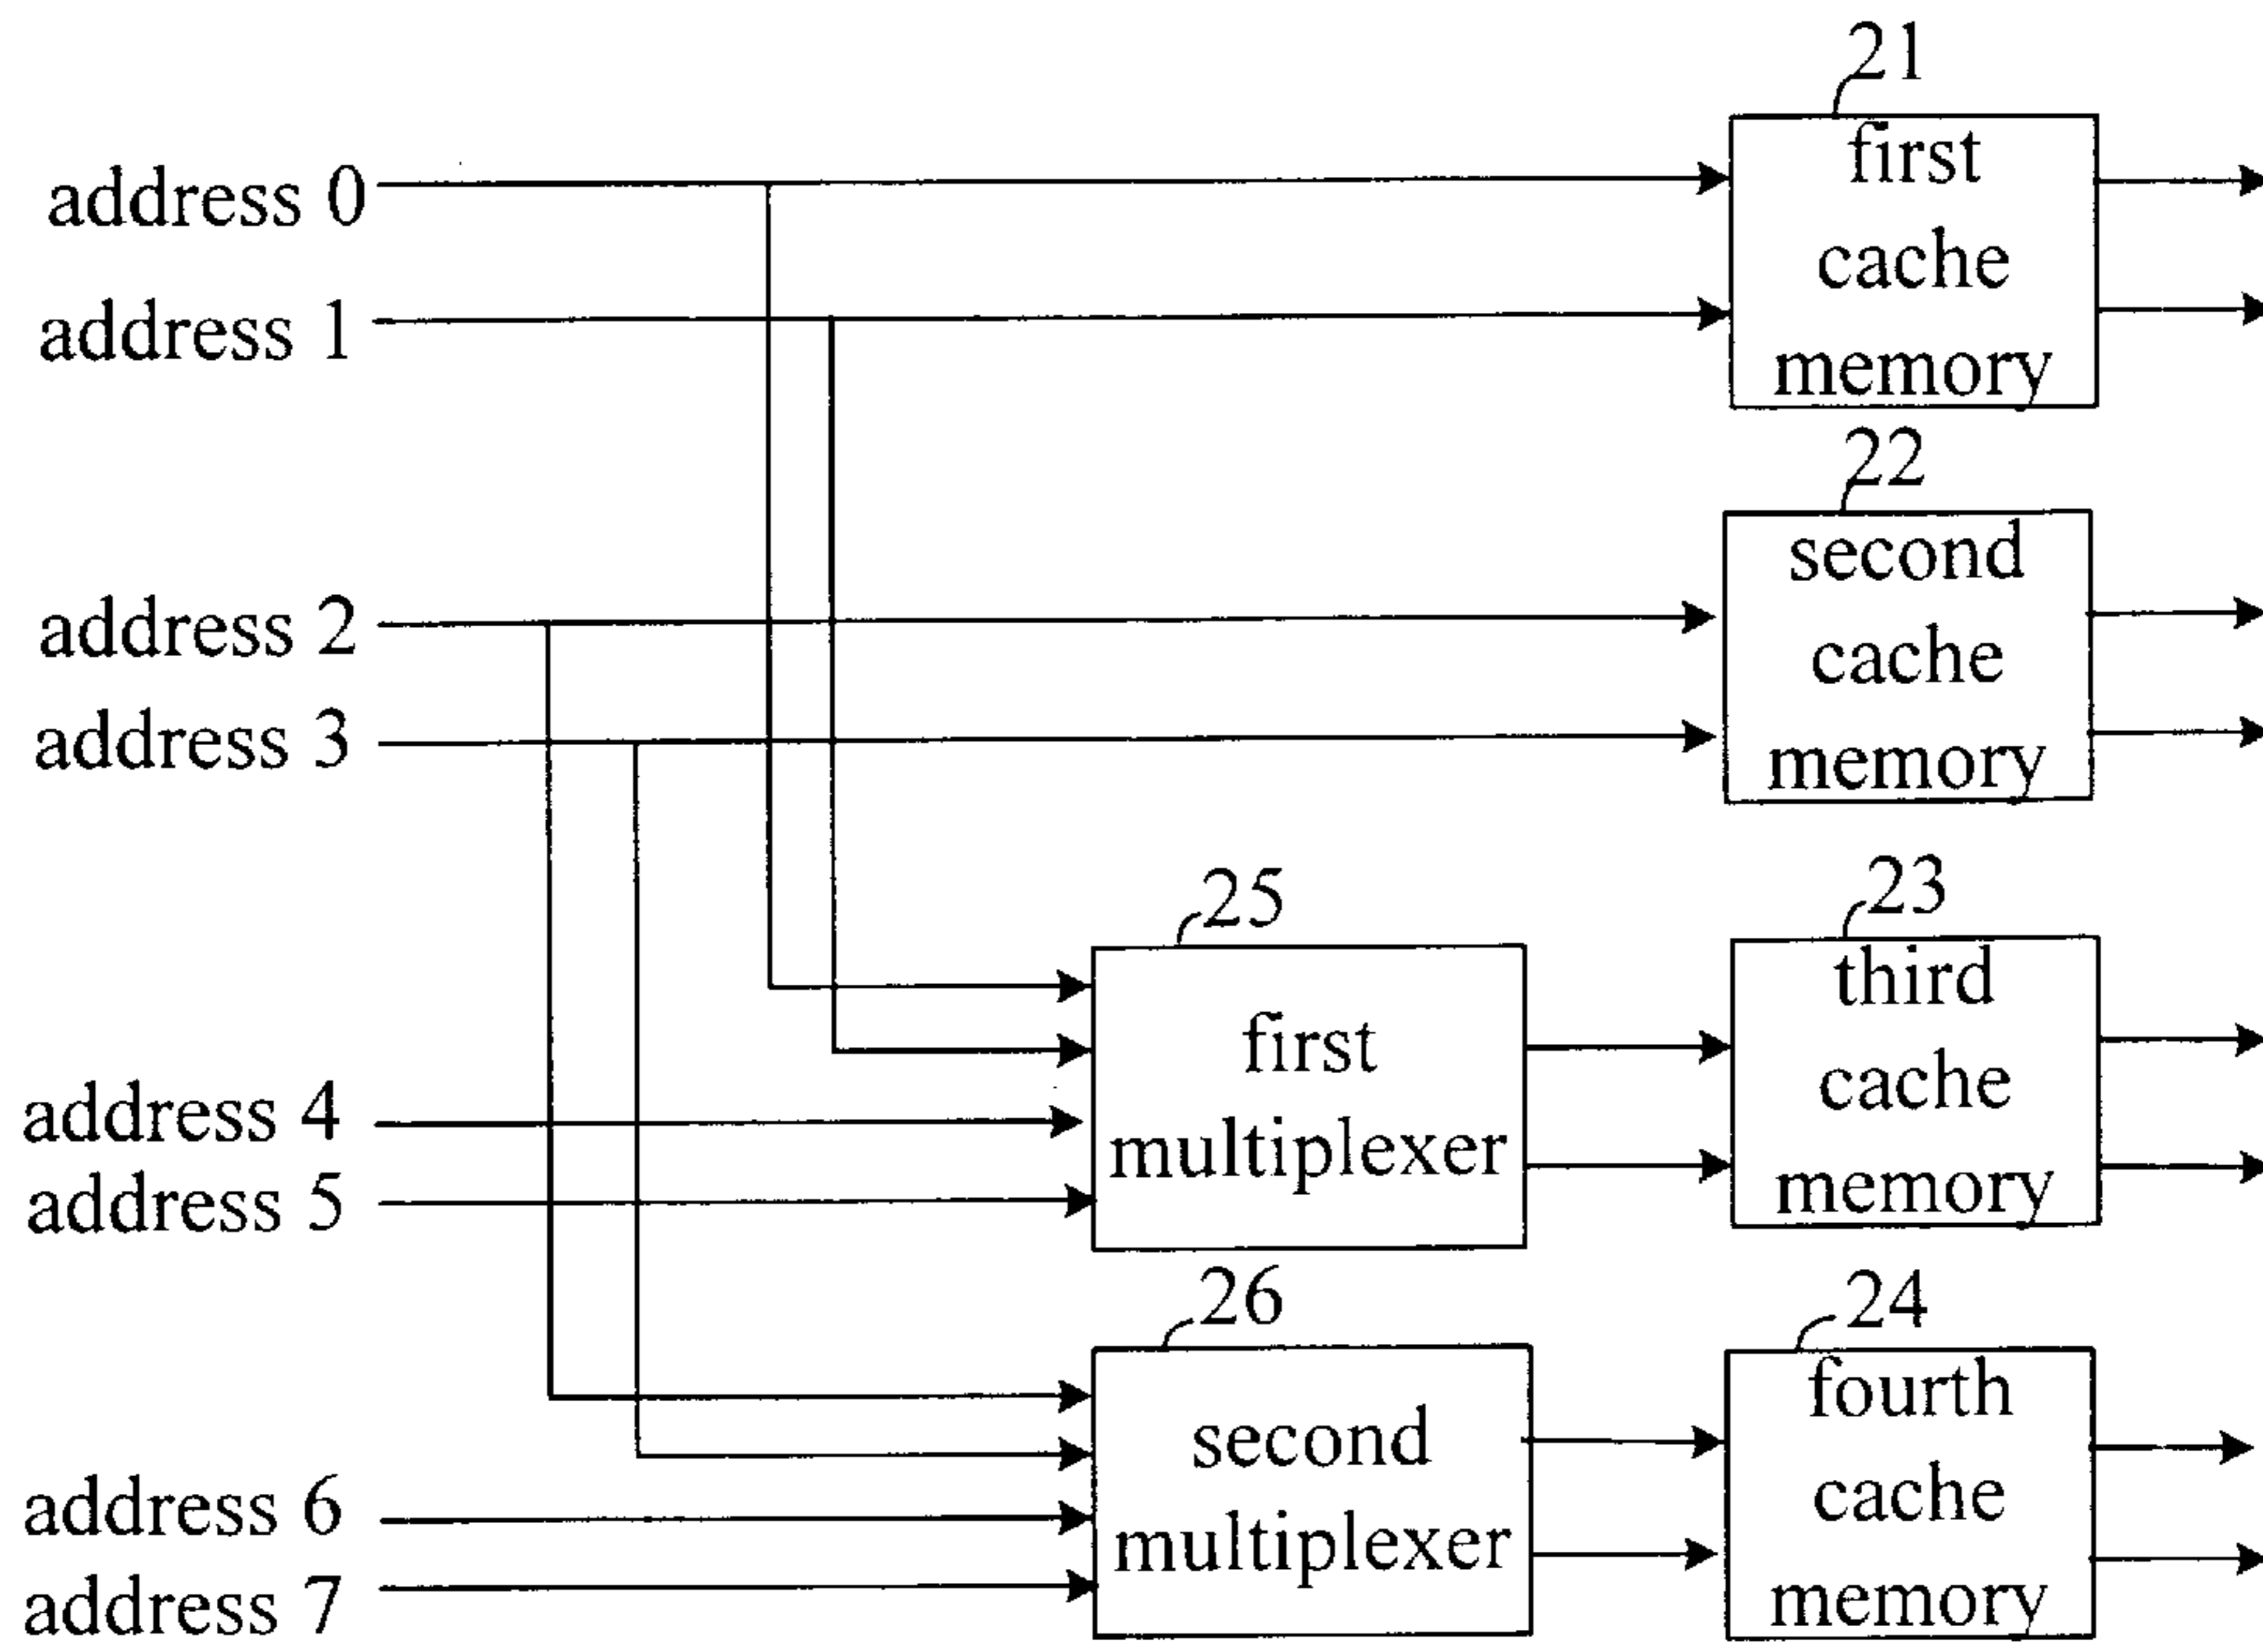 21
first
cache
memory
address 0
address 1
22
second
cache
memory
address 2
address 3
25
first
multiplexer
23
third
cache
memory
address 4
address 5
26
second
multiplexer
24
fourth
cache
memory
address 6
address 7